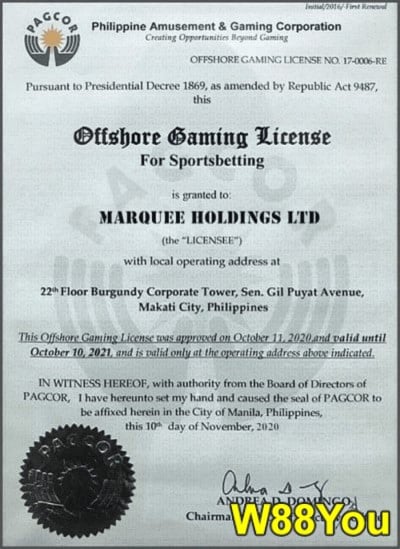 Initial/2016/-First Renewal
PAGCOR
Philippine Amusement & Gaming Corporation
Creating Opportunities Beyond Gaming
OFFSHORE GAMING LICENSE NO. 17-0006-RE
Pursuant to Presidential Decree 1869, as amended by Republic Act 9487,
this
Offshore Gaming License
For Sportsbetting
is granted to:
MARQUEE HOLDINGS LTD
(the "LICENSEE")
with local operating address at
22th Floor Burgundy Corporate Tower, Sen. Gil Puyat Avenue,
Makati City, Philippines
This Offshore Gaming License was approved on October 11, 2020,and valid until
October 10, 2021, and is valid only at the operating address above indicated.
IN WITNESS HEREOF, with authority from the Board of Directors of
PAGCOR, I have hereunto set my hand and caused the seal of PAGCOR to
be affixed herein in the City of Manila, Philippines,
this 10th day of November, 2020
PAGCOR
ANDREA D. DOMINGO
Chairma
W88You